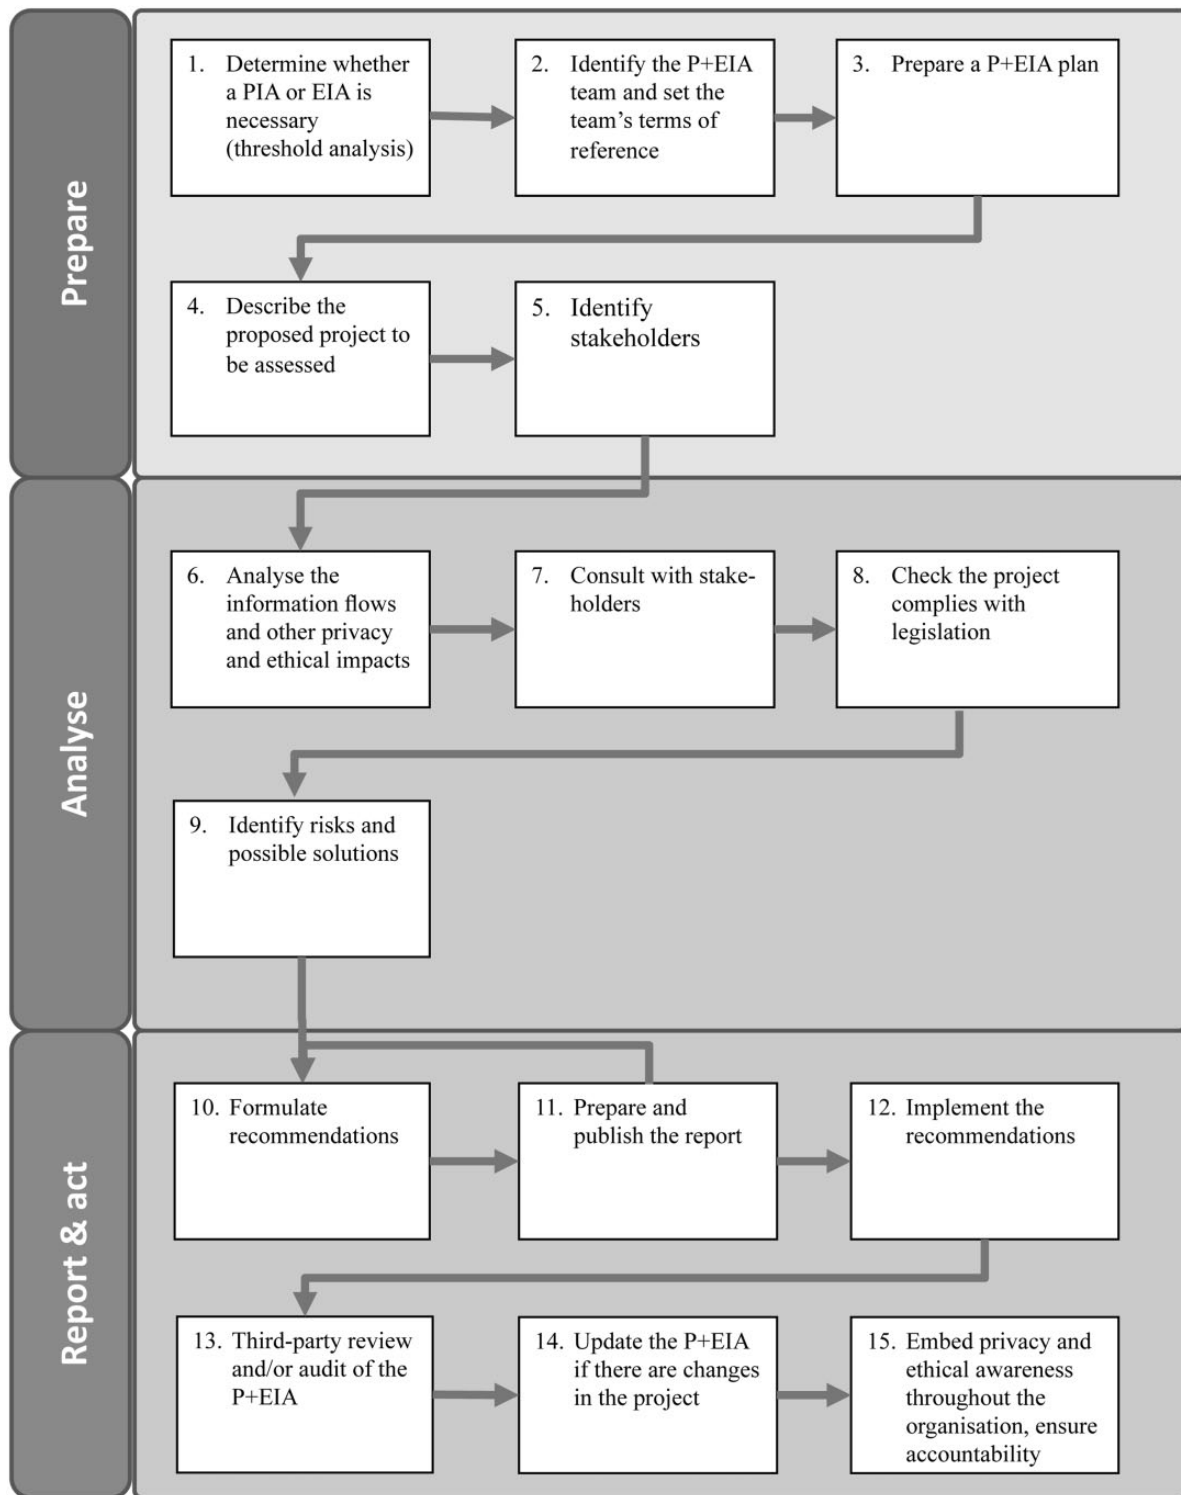 Prepare
1. Determine whether
a PIA or EIA is
necessary
(threshold analysis)
2. Identify the P+EIA
team and set the
team's terms of
reference
3. Prepare a P+EIA plan
4. Describe the
proposed project to
be assessed
5. Identify
stakeholders
Analyse
6. Analyse the
information flows
and other privacy
and ethical impacts
7. Consult with stake-
holders
8. Check the project
complies with
legislation
9. Identify risks and
possible solutions
Report & act
10. Formulate
recommendations
11. Prepare and
publish the report
12. Implement the
recommendations
13. Third-party review
and/or audit of the
P+EIA
14. Update the P+EIA
if there are changes
in the project
15. Embed privacy and
ethical awareness
throughout the
organisation, ensure
accountability